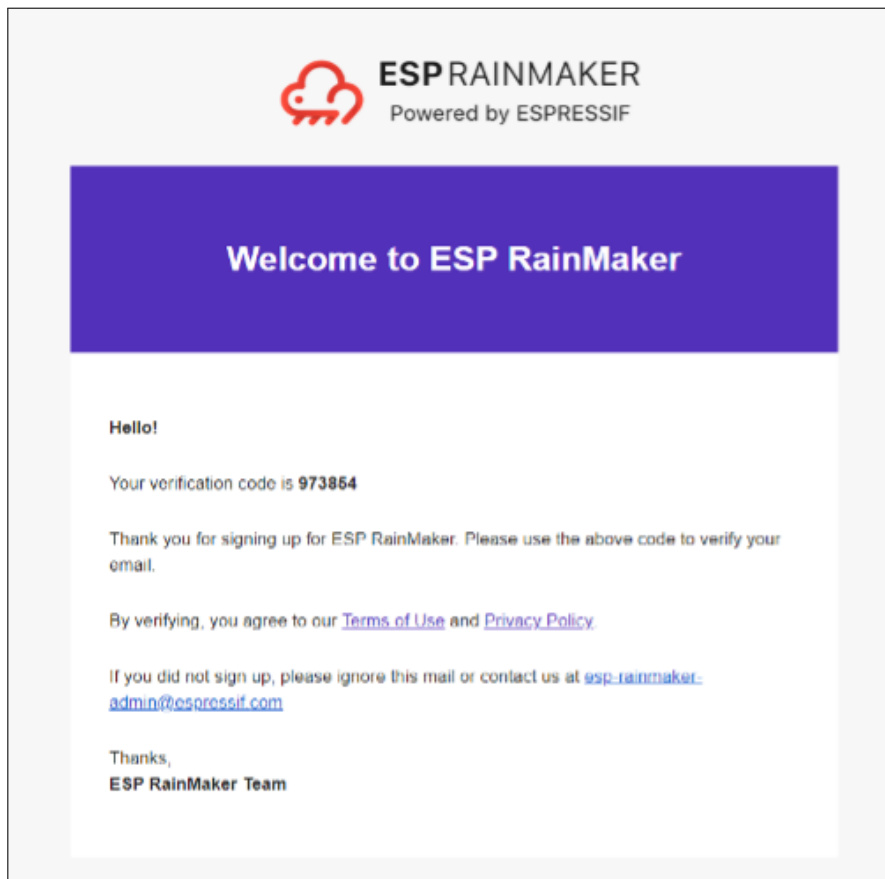 ESP RAINMAKER
Powered by ESPRESSIF
Welcome to ESP RainMaker
Hello!
Your verification code is 973854
Thank you for signing up for ESP RainMaker. Please use the above code to verify your
email.
By verifying, you agree to our Terms of Use and Privacy Policy.
If you did not sign up, please ignore this mail or contact us at esp-rainmaker-
admin@espressif.com
Thanks,
ESP RainMaker Team